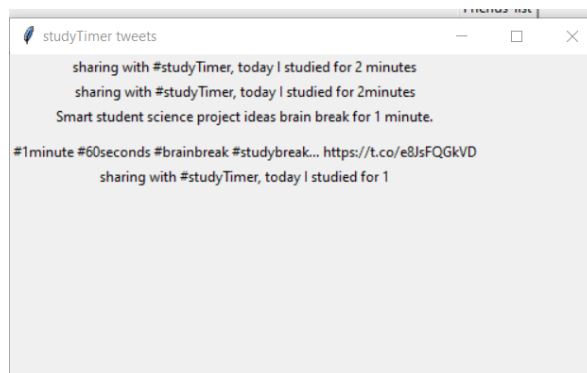 Friends list
studyTimer tweets
sharing with #studyTimer, today I studied for 2 minutes
sharing with #studyTimer, today I studied for 2minutes
Smart student science project ideas brain break for 1 minute.
#1minute #60seconds #brainbreak #studybreak... https://t.co/e8JsFQGkVD
sharing with #studyTimer, today I studied for 1